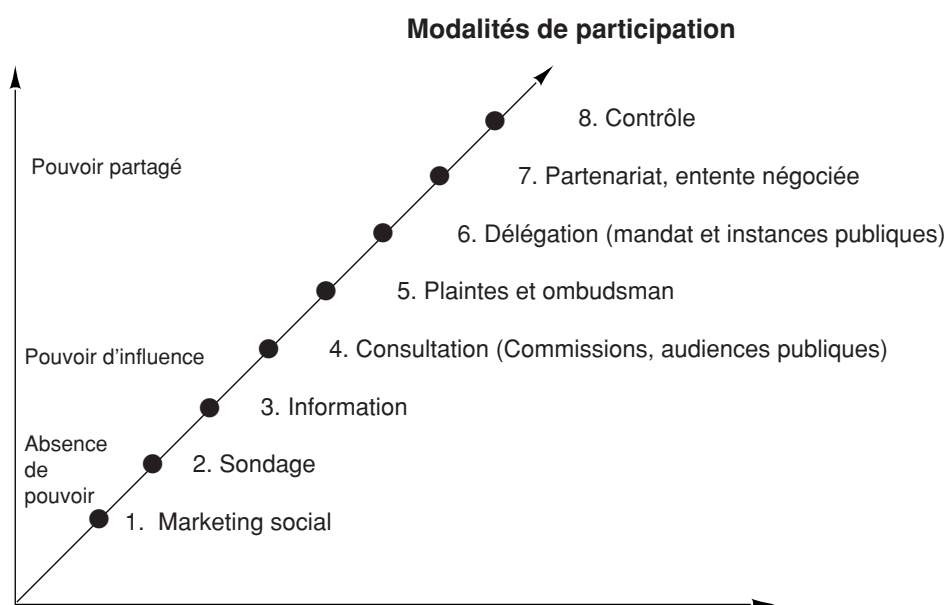 Modalités de participation
8. Contrôle
Pouvoir partagé
7. Partenariat, entente négociée
6. Délégation (mandat et instances publiques)
5. Plaintes et ombudsman
Pouvoir d'influence
4. Consultation (Commissions, audiences publiques)
3. Information
Absence
de
pouvoir
2. Sondage
1. Marketing social